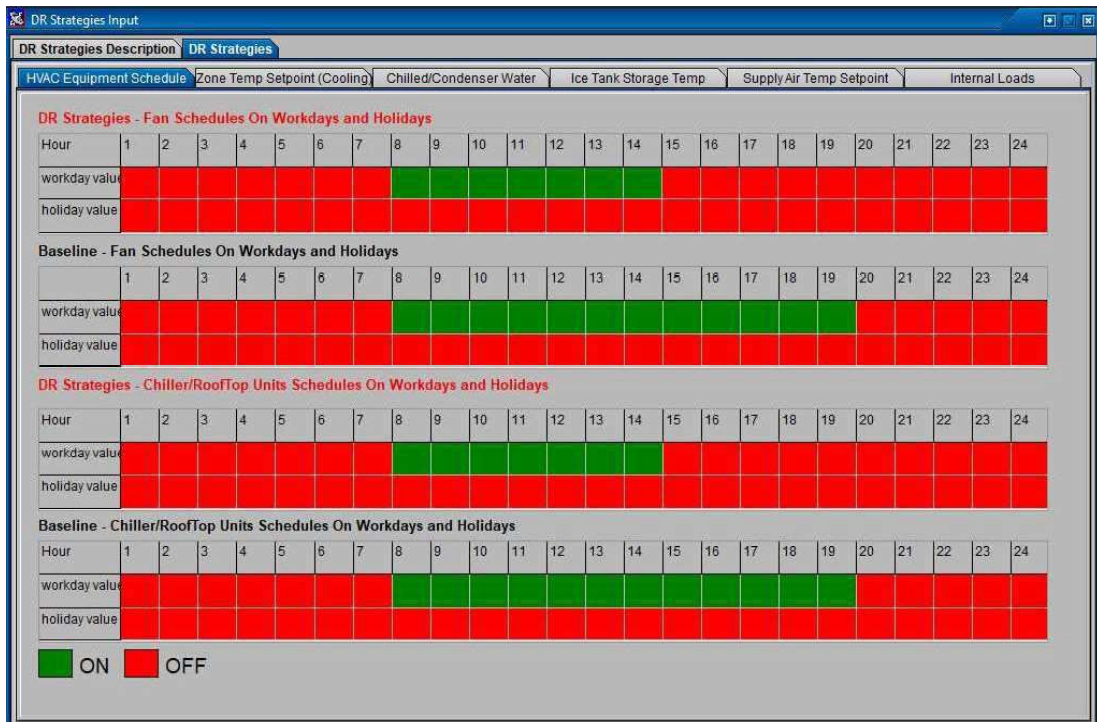 DR Strategies Input
DR Strategies Description DR Strategies
HVAC Equipment Schedule Zone Temp Setpoint (Cooling) Chilled/Condenser Water Ice Tank Storage Temp Supply Air Temp Setpoint Internal Loads
DR Strategies - Fan Schedules On Workdays and Holidays
Hour 1 2 3 4 5 6 7 8 9 10 11 12 13 14 15 16 17 18 19 20 21 22 23 24
workday value
holiday value
Baseline - Fan Schedules On Workdays and Holidays
1 2 3 4 5 6 7 8 9 10 11 12 13 14 15 16 17 18 19 20 21 22 23 24
workday value
holiday value
DR Strategies - Chiller/RoofTop Units Schedules On Workdays and Holidays
Hour 1 2 3 4 5 6 7 8 9 10 11 12 13 14 15 16 17 18 19 20 21 22 23 24
workday value
holiday value
Baseline - Chiller/RoofTop Units Schedules On Workdays and Holidays
Hour 1 2 3 4 5 6 7 8 9 10 11 12 13 14 15 16 17 18 19 20 21 22 23 24
workday value
holiday value
ON OFF